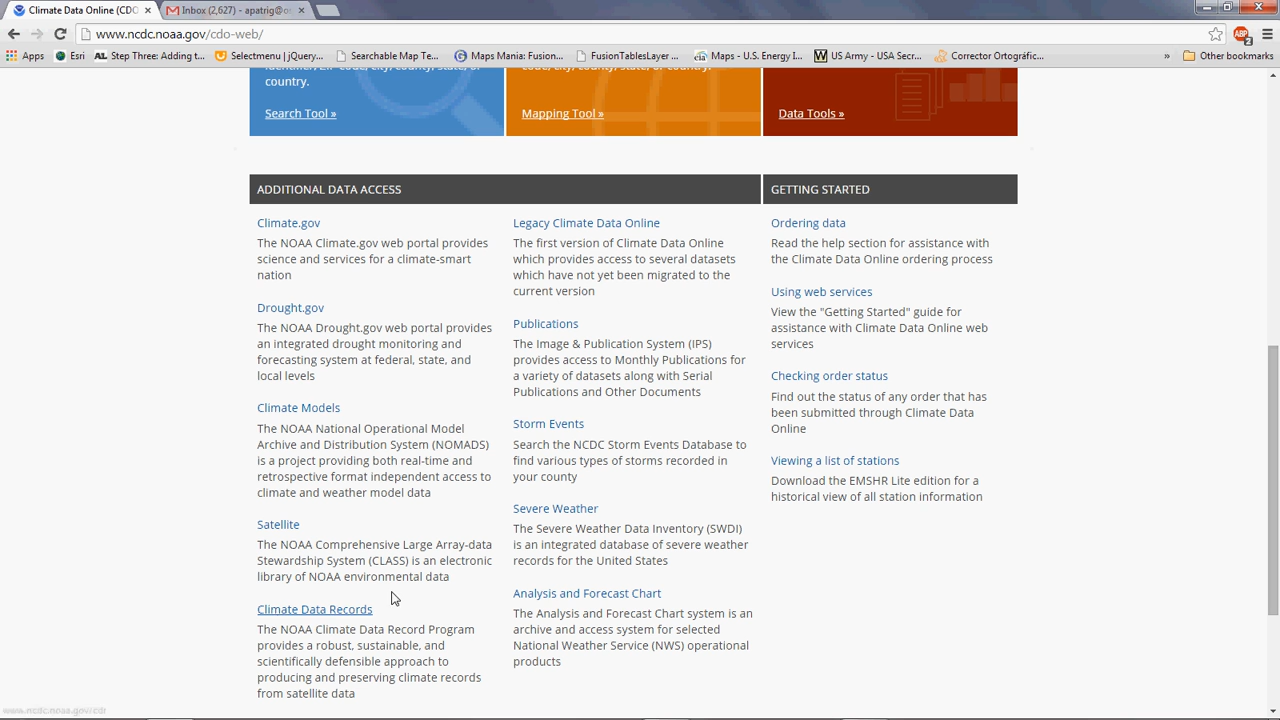 Climate Data Online (CDO
Inbox (2,627) - apatrig@os
www.ncdc.noaa.gov/cdo-web/
Apps
Esri
Step Three: Adding t...
Selectmenu | jQuery...
Searchable Map Te...
Maps Mania: Fusion...
FusionTablesLayer ...
Maps - U.S. Energy I...
US Army - USA Secr...
Corrector Ortográfic...
»
Other bookmarks
country.
code, city, county, state, or country.
Search Tool »
Mapping Tool »
Data Tools »
ADDITIONAL DATA ACCESS
Climate.gov
The NOAA Climate.gov web portal provides
science and services for a climate-smart
nation
Drought.gov
The NOAA Drought.gov web portal provides
an integrated drought monitoring and
forecasting system at federal, state, and
local levels
Climate Models
The NOAA National Operational Model
Archive and Distribution System (NOMADS)
is a project providing both real-time and
retrospective format independent access to
climate and weather model data
Satellite
The NOAA Comprehensive Large Array-data
Stewardship System (CLASS) is an electronic
library of NOAA environmental data
Climate Data Records
The NOAA Climate Data Record Program
provides a robust, sustainable, and
scientifically defensible approach to
producing and preserving climate records
from satellite data
Legacy Climate Data Online
The first version of Climate Data Online
which provides access to several datasets
which have not yet been migrated to the
current version
Publications
The Image & Publication System (IPS)
provides access to Monthly Publications for
a variety of datasets along with Serial
Publications and Other Documents
Storm Events
Search the NCDC Storm Events Database to
find various types of storms recorded in
your county
Severe Weather
The Severe Weather Data Inventory (SWDI)
is an integrated database of severe weather
records for the United States
Analysis and Forecast Chart
The Analysis and Forecast Chart system is an
archive and access system for selected
National Weather Service (NWS) operational
products
GETTING STARTED
Ordering data
Read the help section for assistance with
the Climate Data Online ordering process
Using web services
View the "Getting Started" guide for
assistance with Climate Data Online web
services
Checking order status
Find out the status of any order that has
been submitted through Climate Data
Online
Viewing a list of stations
Download the EMSHR Lite edition for a
historical view of all station information
www.ncdc.noaa.gov/cdr